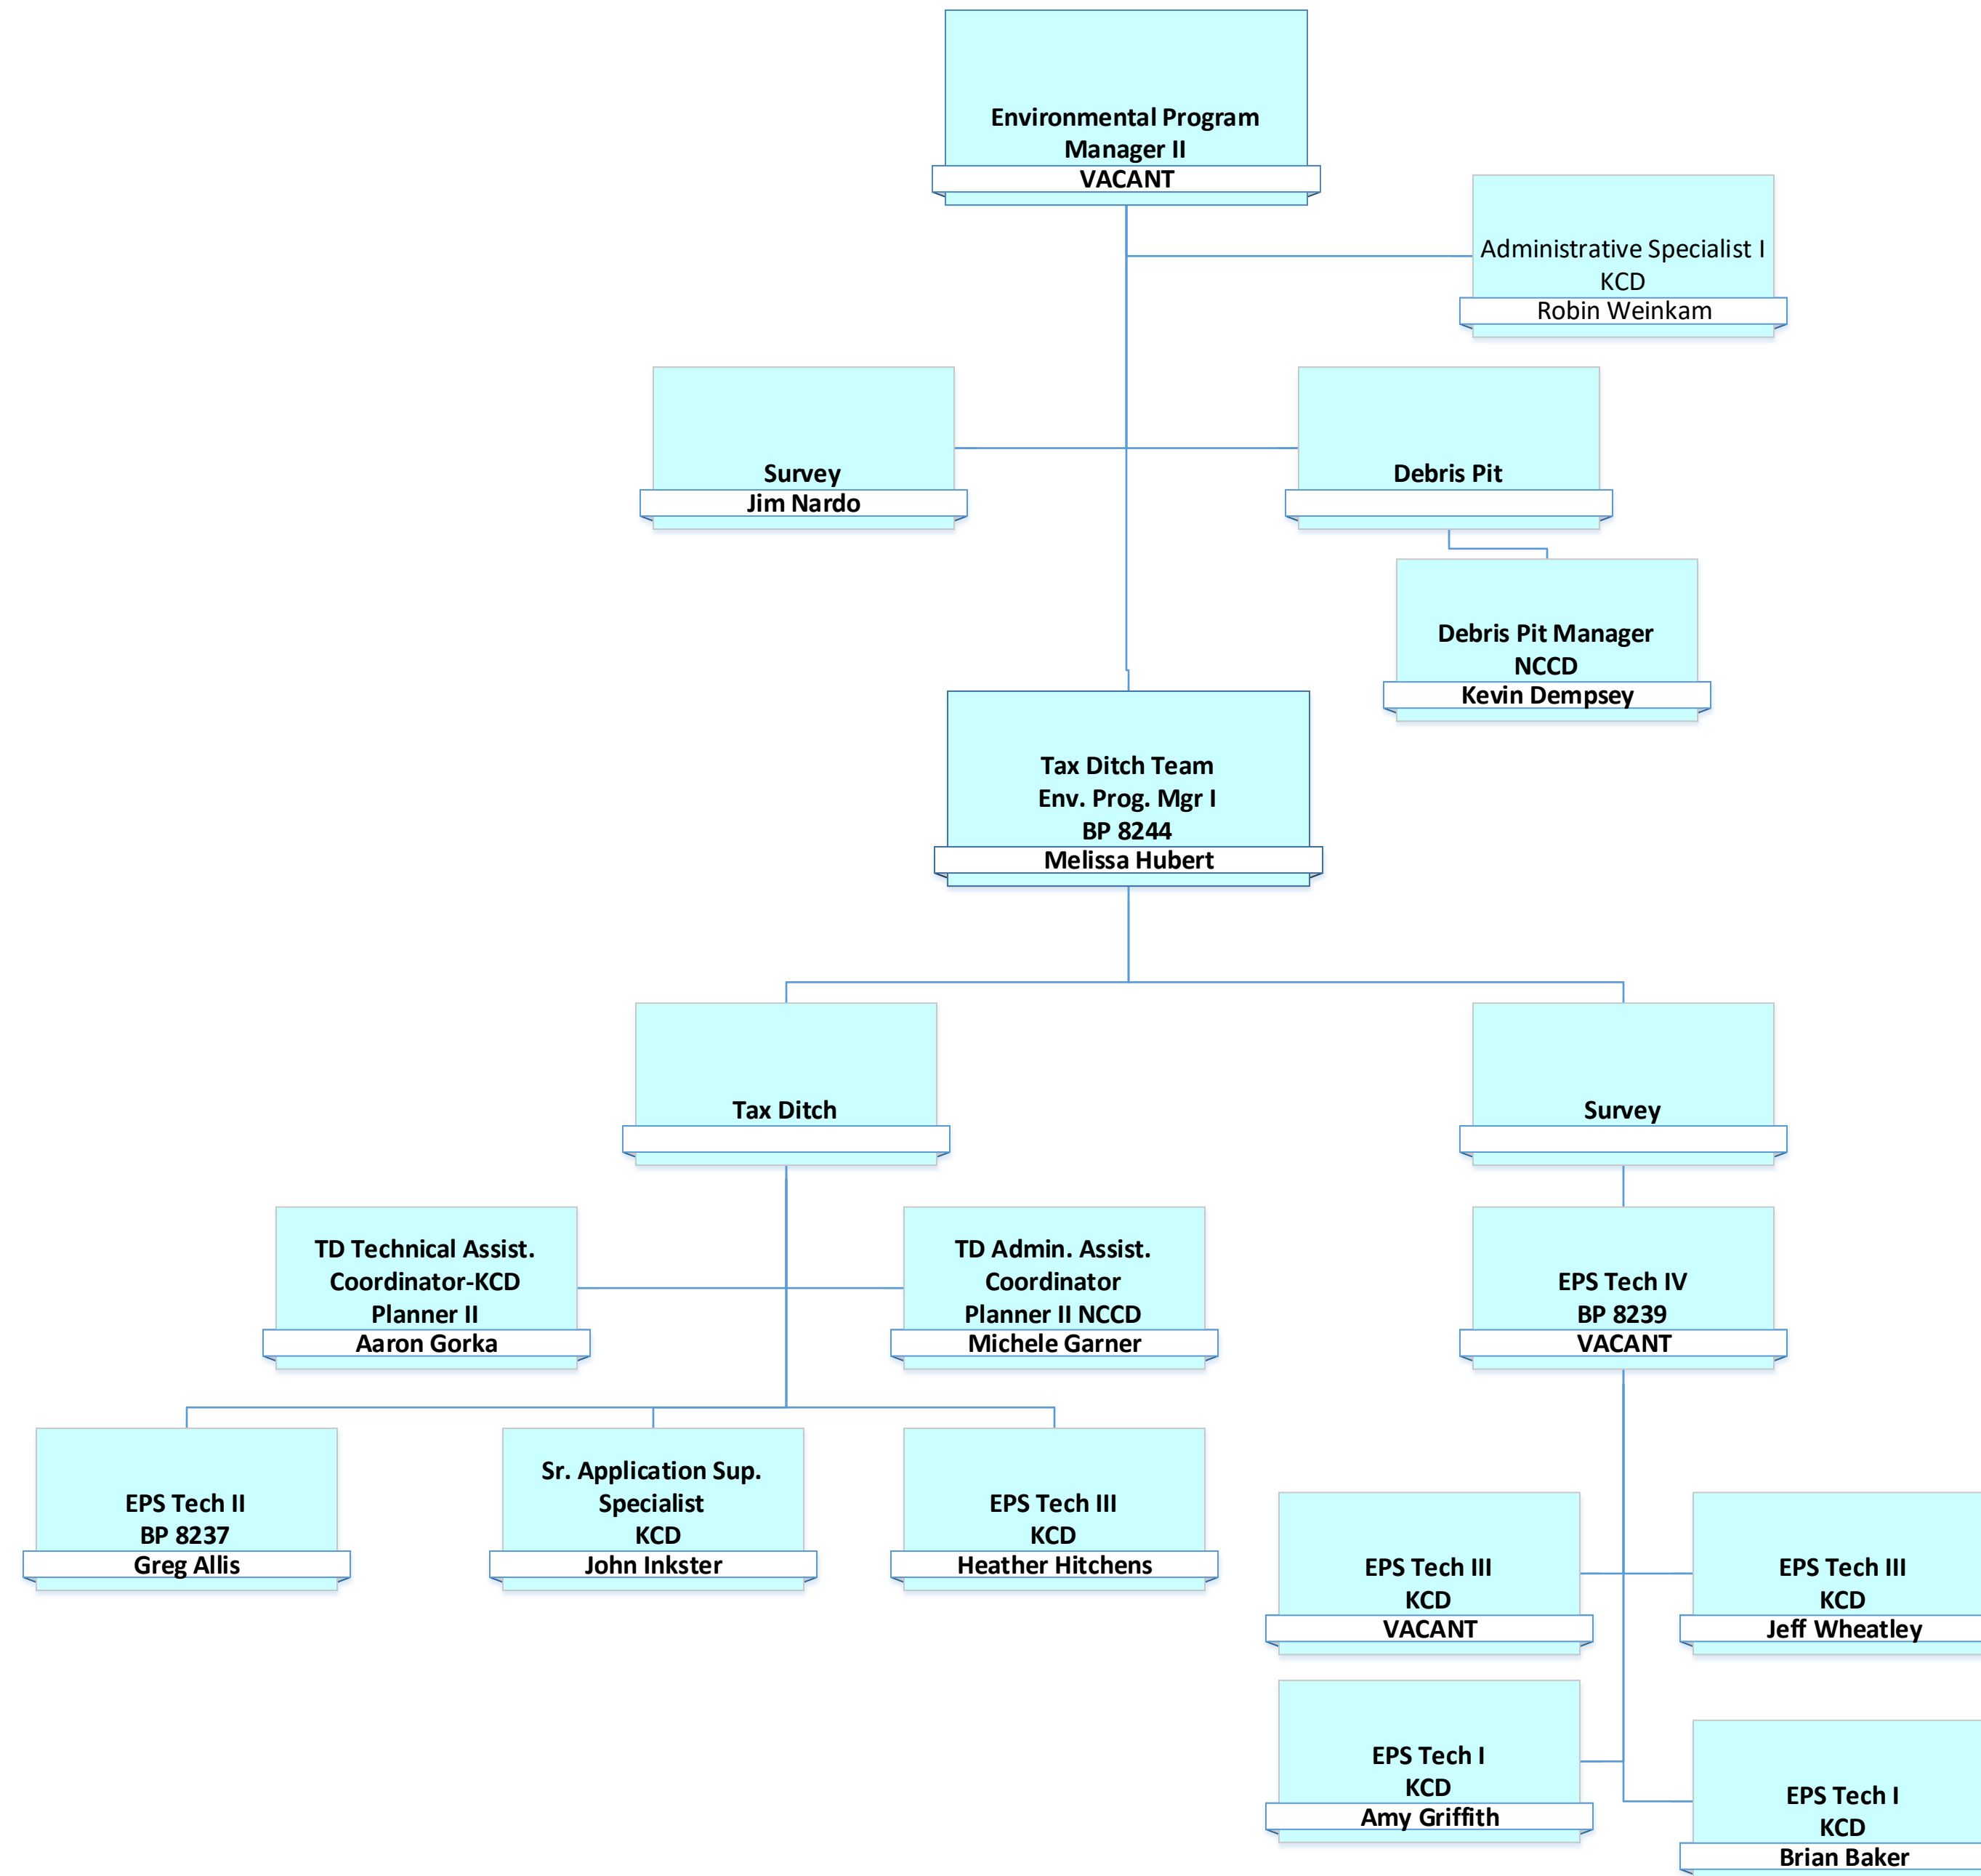 Environmental Program
Manager II
VACANT
Administrative Specialist I
KCD
Robin Weinkam
Survey
Jim Nardo
Debris Pit
Debris Pit Manager
NCCD
Kevin Dempsey
Tax Ditch Team
Env. Prog. Mgr I
BP 8244
Melissa Hubert
Tax Ditch
Survey
TD Technical Assist.
Coordinator-KCD
Planner II
Aaron Gorka
TD Admin. Assist.
Coordinator
Planner II NCCD
Michele Garner
EPS Tech IV
BP 8239
VACANT
EPS Tech II
BP 8237
Greg Allis
Sr. Application Sup.
Specialist
KCD
John Inkster
EPS Tech III
KCD
Heather Hitchens
EPS Tech III
KCD
VACANT
EPS Tech III
KCD
Jeff Wheatley
EPS Tech I
KCD
Amy Griffith
EPS Tech I
KCD
Brian Baker